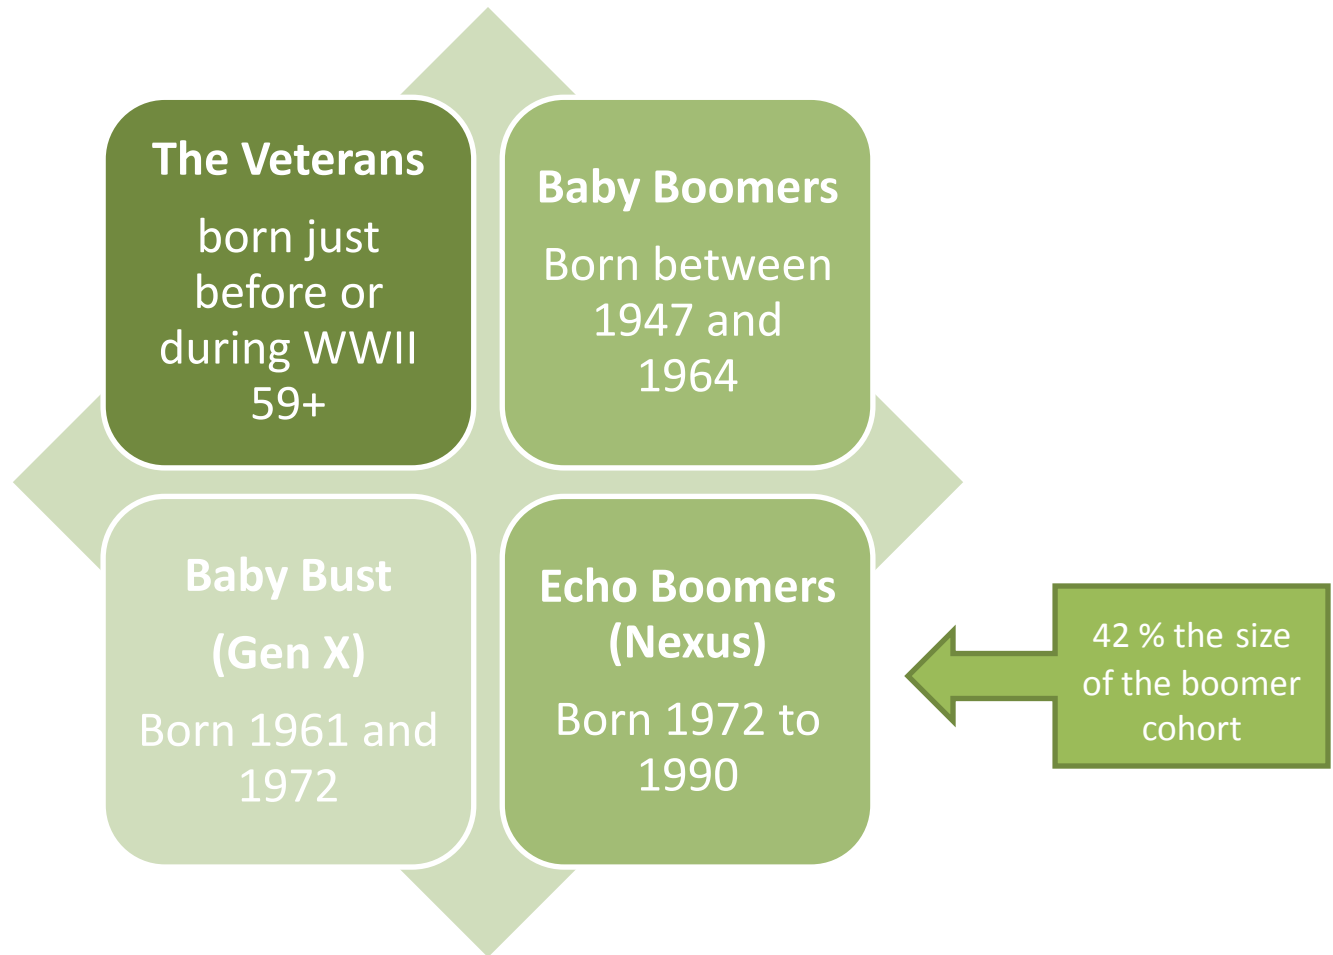 The Veterans
born just
before or
during WWII
59+
Baby Boomers
Born between
1947 and
1964
Baby Bust
(Gen X)
Born 1961 and
1972
Echo Boomers
(Nexus)
Born 1972 to
1990
42 % the size
of the boomer
cohort